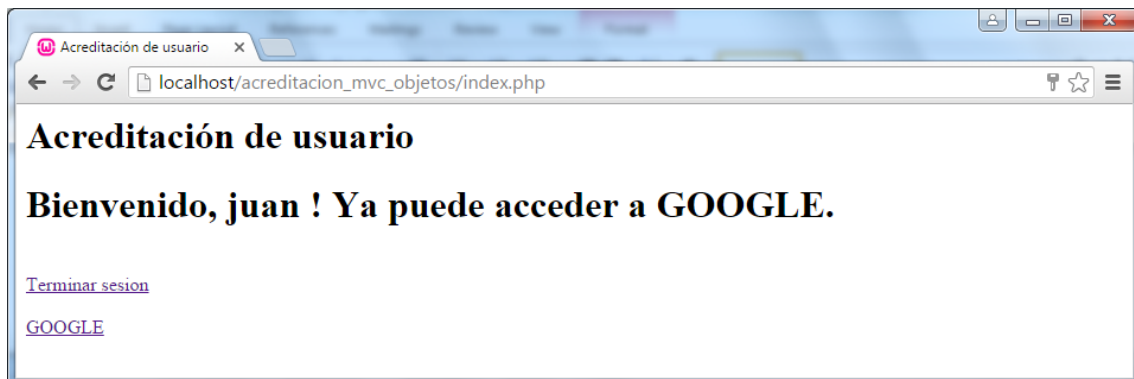 Acreditación de usuario
localhost/acreditacion_mvc_objetos/index.php
Acreditación de usuario
Bienvenido, juan ! Ya puede acceder a GOOGLE.
Terminar sesion
GOOGLE